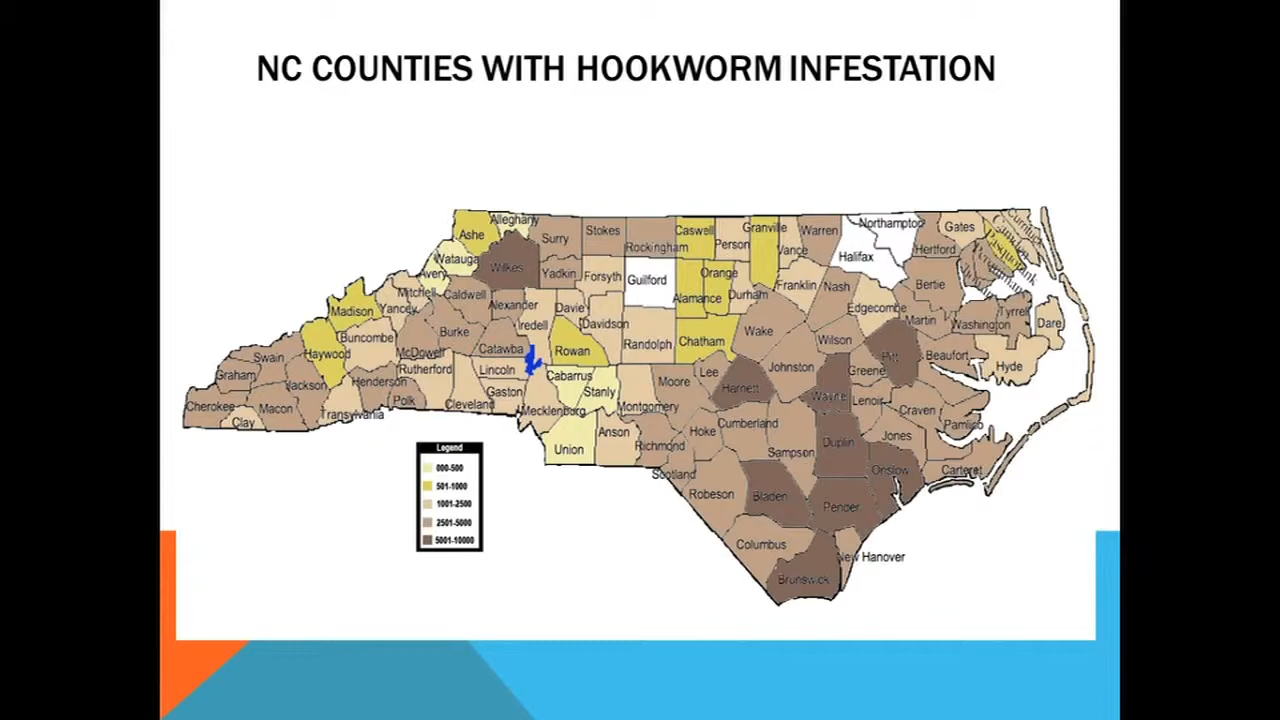 NC COUNTIES WITH HOOKWORM INFESTATION
Alleghany
Ashe
Surry
Stokes
Rockingham
Caswell
Person
Granville
Vance
Warren
Northampton
Gates
Currituck
Camden
Pasquotank
Perquimans
Hertford
Halifax
Watauga
Wilkes
Avery
Yadkin
Forsyth
Guilford
Orange
Alamance
Durham
Franklin
Nash
Bertie
Mitchell
Caldwell
Alexander
Madison
Yancey
Iredell
Davie
Davidson
Edgecombe
Martin
Washington
Tyrrel
Dare
Burke
Buncombe
Haywood
McDowell
Catawba
Rowan
Randolph
Chatham
Wake
Wilson
Pitt
Beaufort
Hyde
Swain
Graham
Jackson
Henderson
Rutherford
Lincoln
Cabarrus
Stanly
Moore
Lee
Harnett
Johnston
Greene
Wayne
Lenoir
Craven
Pamlico
Cherokee
Macon
Clay
Transylvania
Polk
Cleveland
Gaston
Mecklenburg
Montgomery
Union
Anson
Richmond
Hoke
Cumberland
Sampson
Duplin
Jones
Onslow
Carteret
Scotland
Robeson
Bladen
Pender
Columbus
New Hanover
Brunswick
Legend
000-500
501-1000
1001-2500
2501-5000
5001-10000